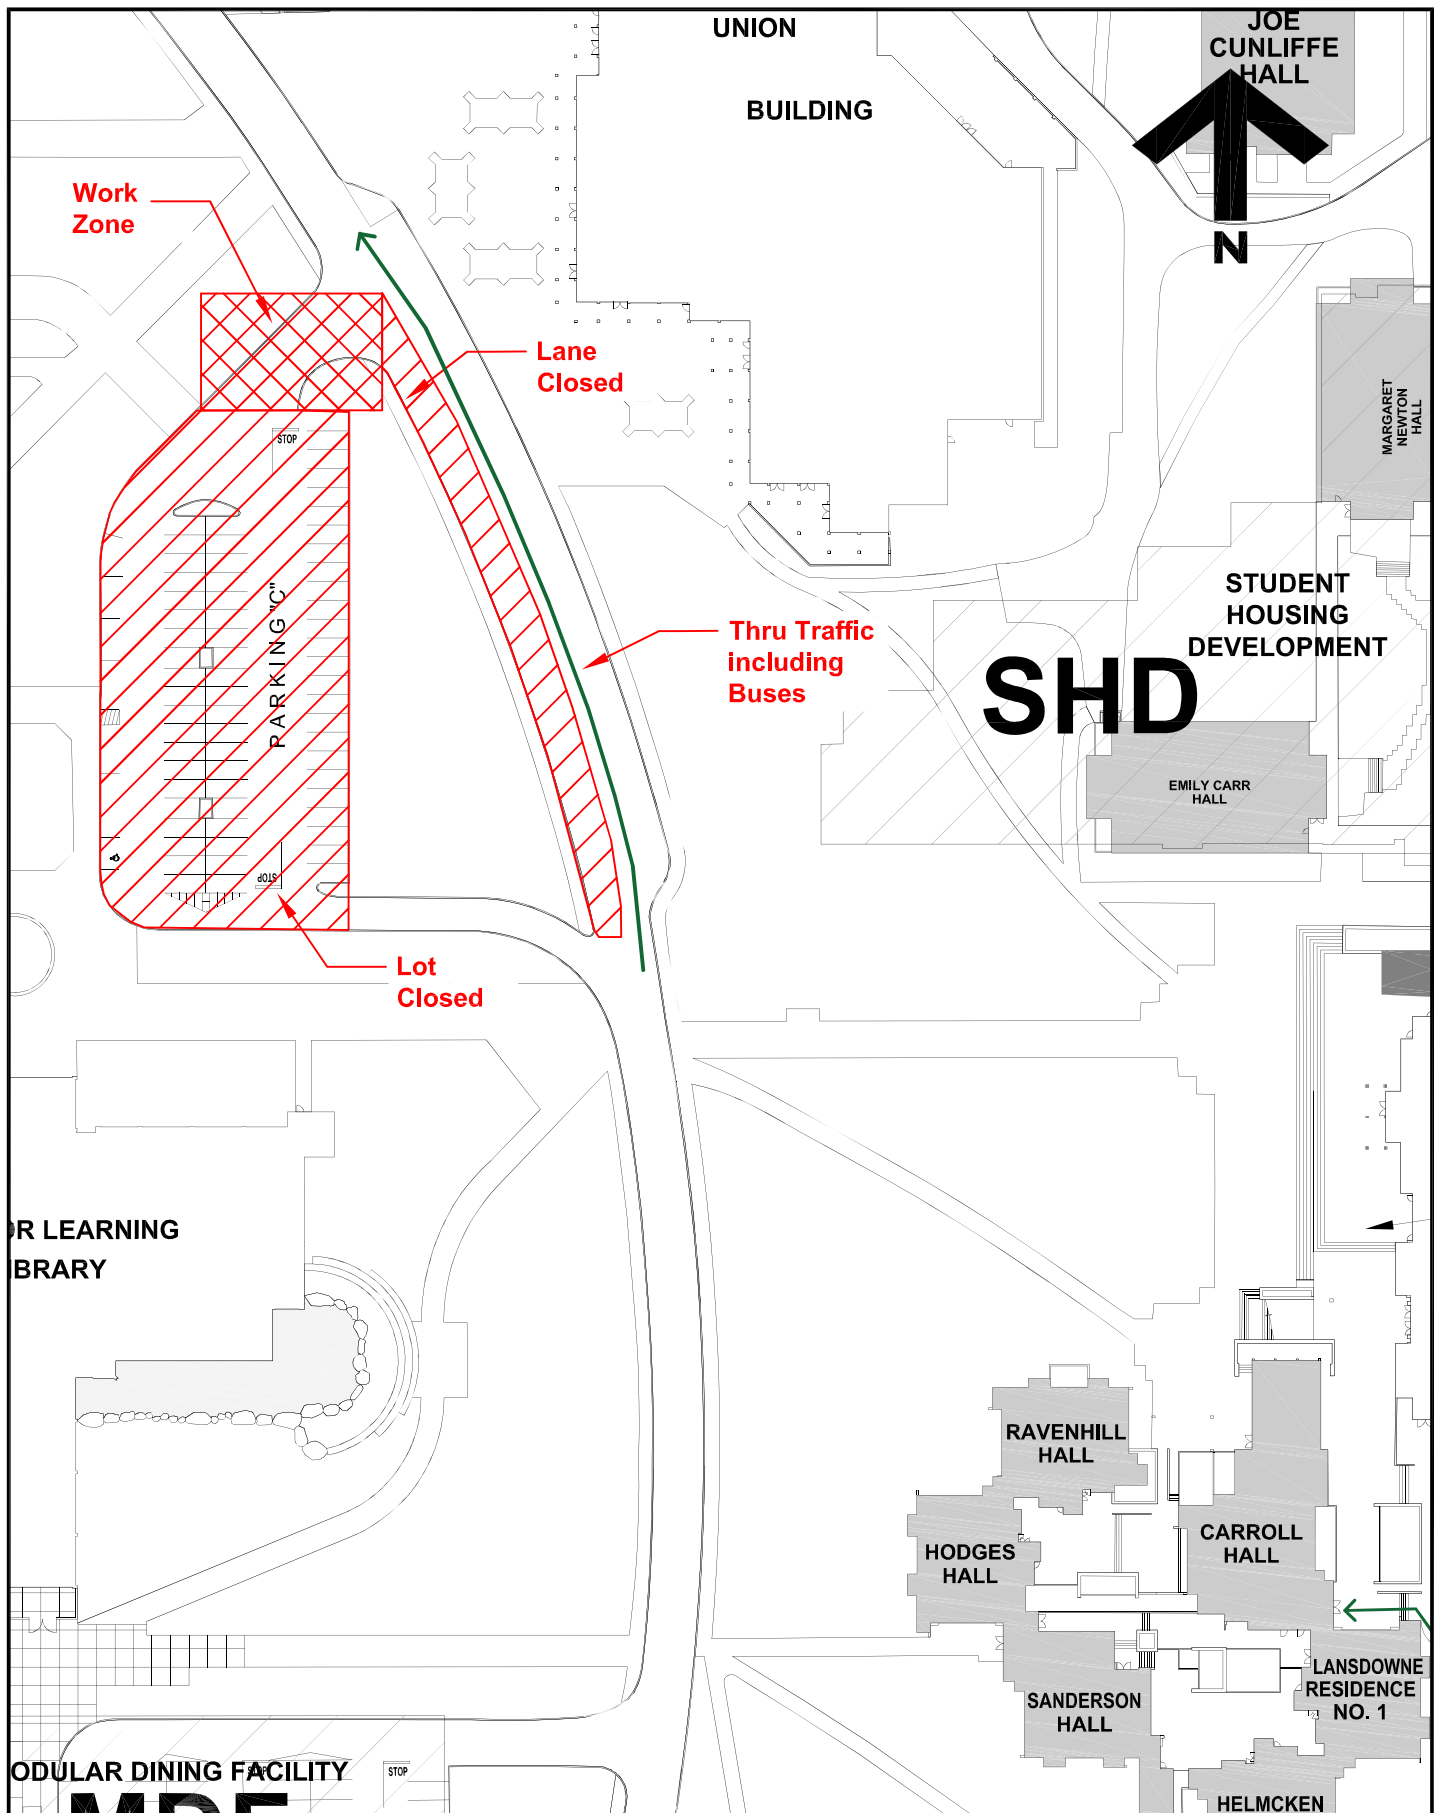 UNION
BUILDING
JOE
CUNLIFFE
HALL
N
Work
Zone
Lane
Closed
STOP
MARGARET
NEWTON
HALL
PARKING "C"
Thru Traffic
including
Buses
STUDENT
HOUSING
DEVELOPMENT
SHD
EMILY CARR
HALL
STOP
Lot
Closed
OR LEARNING
IBRARY
RAVENHILL
HALL
HODGES
HALL
CARROLL
HALL
SANDERSON
HALL
LANSDOWNE
RESIDENCE
NO. 1
ODULAR DINING FACILITY
STOP
STOP
MDF
HELMCKEN